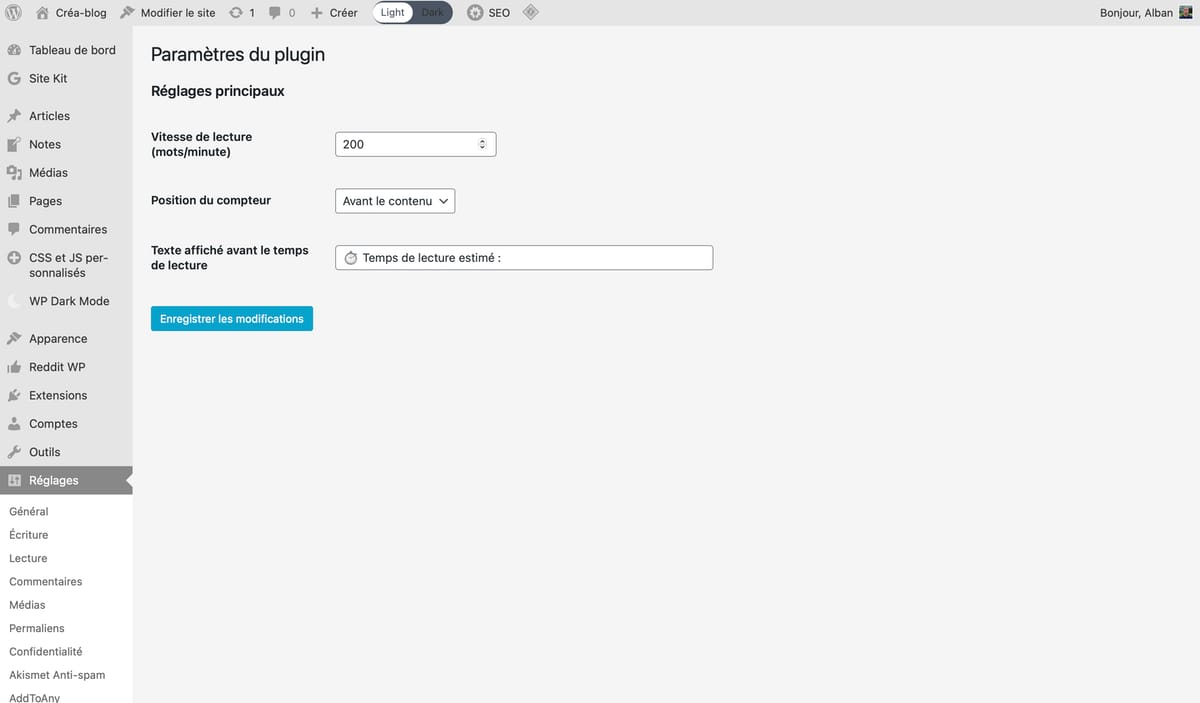 Créa-blog
Modifier le site
1
0
Créer
Light
Dark
SEO
Bonjour, Alban
Tableau de bord
Site Kit
Articles
Notes
Médias
Pages
Commentaires
CSS et JS per-
sonnalisés
WP Dark Mode
Apparence
Reddit WP
Extensions
Comptes
Outils
Réglages
Général
Écriture
Lecture
Commentaires
Médias
Permaliens
Confidentialité
Akismet Anti-spam
AddToAny
Paramètres du plugin
Réglages principaux
Vitesse de lecture
(mots/minute)
200
Position du compteur
Avant le contenu
Texte affiché avant le temps
de lecture
⏱ Temps de lecture estimé :
Enregistrer les modifications